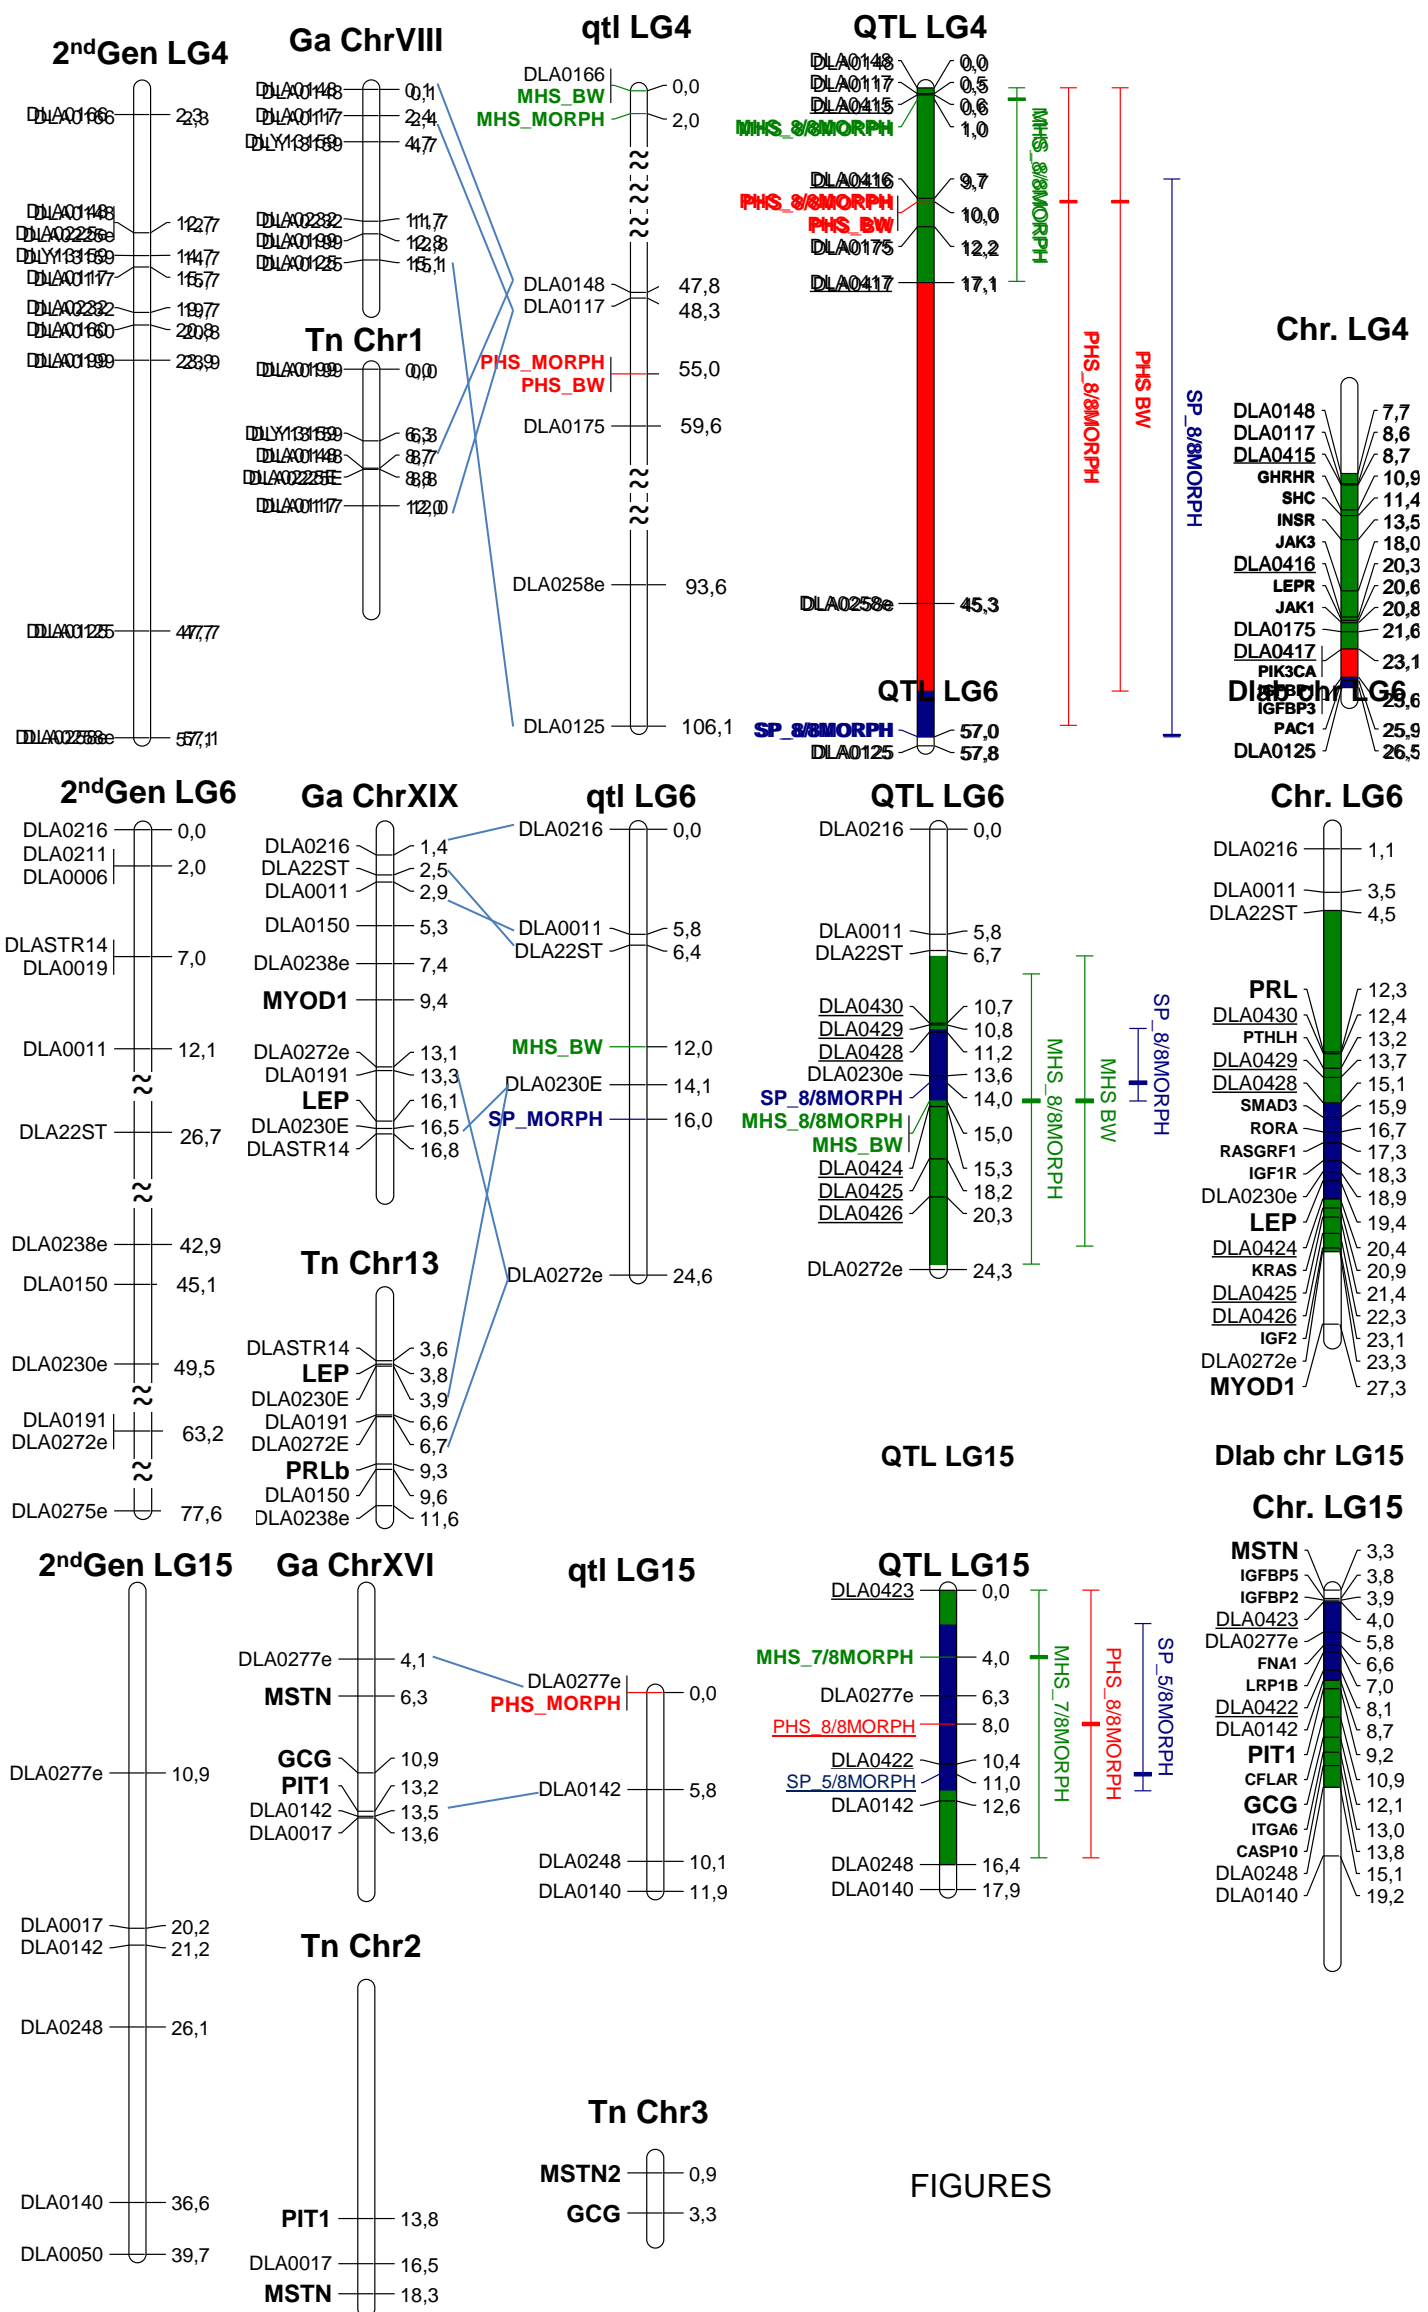 2ndGen LG4
DLA0166 2,3
DLA0148 12,7
DLA0225e
DLY13159 14,7
DLA0117 15,7
DLA0232 19,7
DLA0160 20,8
DLA0199 23,9
DLA0125 47,7
DLA0258e 57,1
Ga ChrVIII
DLA0148 0,1
DLA0117 2,4
DLY13159 4,7
DLA0232 11,7
DLA0199 12,8
DLA0125 15,1
Tn Chr1
DLA0199 0,0
DLY13159 6,3
DLA0148 8,7
DLA0225E 8,8
DLA0117 12,0
qtl LG4
DLA0166 0,0
MHS_BW
MHS_MORPH 2,0
DLA0148 47,8
DLA0117 48,3
PHS_MORPH 55,0
PHS_BW
DLA0175 59,6
DLA0258e 93,6
DLA0125 106,1
QTL LG4
DLA0148 0,0
DLA0117 0,5
DLA0415 0,6
MHS_8/8MORPH 1,0
DLA0416 9,7
PHS_8/8MORPH 10,0
PHS_BW
DLA0175 12,2
DLA0417 17,1
DLA0258e 45,3
QTL LG6
SP_8/8MORPH 57,0
DLA0125 57,8
MHS_8/8MORPH
PHS_8/8MORPH
PHS BW
SP_8/8MORPH
Chr. LG4
DLA0148 7,7
DLA0117 8,6
DLA0415 8,7
GHRHR 10,9
SHC 11,4
INSR 13,5
JAK3 18,0
DLA0416 20,3
LEPR 20,6
JAK1 20,8
DLA0175 21,6
DLA0417 23,1
PIK3CA
Dlab chr LG6
IGFBP1 25,6
IGFBP3
PAC1 25,9
DLA0125 26,5
2ndGen LG6
DLA0216 0,0
DLA0211 2,0
DLA0006
DLASTR14 7,0
DLA0019
DLA0011 12,1
DLA22ST 26,7
DLA0238e 42,9
DLA0150 45,1
DLA0230e 49,5
DLA0191 63,2
DLA0272e
DLA0275e 77,6
Ga ChrXIX
DLA0216 1,4
DLA22ST 2,5
DLA0011 2,9
DLA0150 5,3
DLA0238e 7,4
MYOD1 9,4
DLA0272e 13,1
DLA0191 13,3
LEP 16,1
DLA0230E 16,5
DLASTR14 16,8
Tn Chr13
DLASTR14 3,6
LEP 3,8
DLA0230E 3,9
DLA0191 6,6
DLA0272E 6,7
PRLb 9,3
DLA0150 9,6
DLA0238e 11,6
qtl LG6
DLA0216 0,0
DLA0011 5,8
DLA22ST 6,4
MHS_BW 12,0
DLA0230E 14,1
SP_MORPH 16,0
DLA0272e 24,6
QTL LG6
DLA0216 0,0
DLA0011 5,8
DLA22ST 6,7
DLA0430 10,7
DLA0429 10,8
DLA0428 11,2
DLA0230e 13,6
SP_8/8MORPH 14,0
MHS_8/8MORPH 15,0
MHS_BW
DLA0424 15,3
DLA0425 18,2
DLA0426 20,3
DLA0272e 24,3
MHS_8/8MORPH
MHS BW
SP_8/8MORPH
Chr. LG6
DLA0216 1,1
DLA0011 3,5
DLA22ST 4,5
PRL 12,3
DLA0430 12,4
PTHLH 13,2
DLA0429 13,7
DLA0428 15,1
SMAD3 15,9
RORA 16,7
RASGRF1 17,3
IGF1R 18,3
DLA0230e 18,9
LEP 19,4
DLA0424 20,4
KRAS 20,9
DLA0425 21,4
DLA0426 22,3
IGF2 23,1
DLA0272e 23,3
MYOD1 27,3
QTL LG15
Dlab chr LG15
2ndGen LG15
DLA0277e 10,9
DLA0017 20,2
DLA0142 21,2
DLA0248 26,1
DLA0140 36,6
DLA0050 39,7
Ga ChrXVI
DLA0277e 4,1
MSTN 6,3
GCG 10,9
PIT1 13,2
DLA0142 13,5
DLA0017 13,6
Tn Chr2
PIT1 13,8
DLA0017 16,5
MSTN 18,3
qtl LG15
DLA0277e 0,0
PHS_MORPH
DLA0142 5,8
DLA0248 10,1
DLA0140 11,9
Tn Chr3
MSTN2 0,9
GCG 3,3
QTL LG15
DLA0423 0,0
MHS_7/8MORPH 4,0
DLA0277e 6,3
PHS_8/8MORPH 8,0
DLA0422 10,4
SP_5/8MORPH 11,0
DLA0142 12,6
DLA0248 16,4
DLA0140 17,9
MHS_7/8MORPH
PHS_8/8MORPH
SP_5/8MORPH
Chr. LG15
MSTN 3,3
IGFBP5 3,8
IGFBP2 3,9
DLA0423 4,0
DLA0277e 5,8
FNA1 6,6
LRP1B 7,0
DLA0422 8,1
DLA0142 8,7
PIT1 9,2
CFLAR 10,9
GCG 12,1
ITGA6 13,0
CASP10 13,8
DLA0248 15,1
DLA0140 19,2
FIGURES